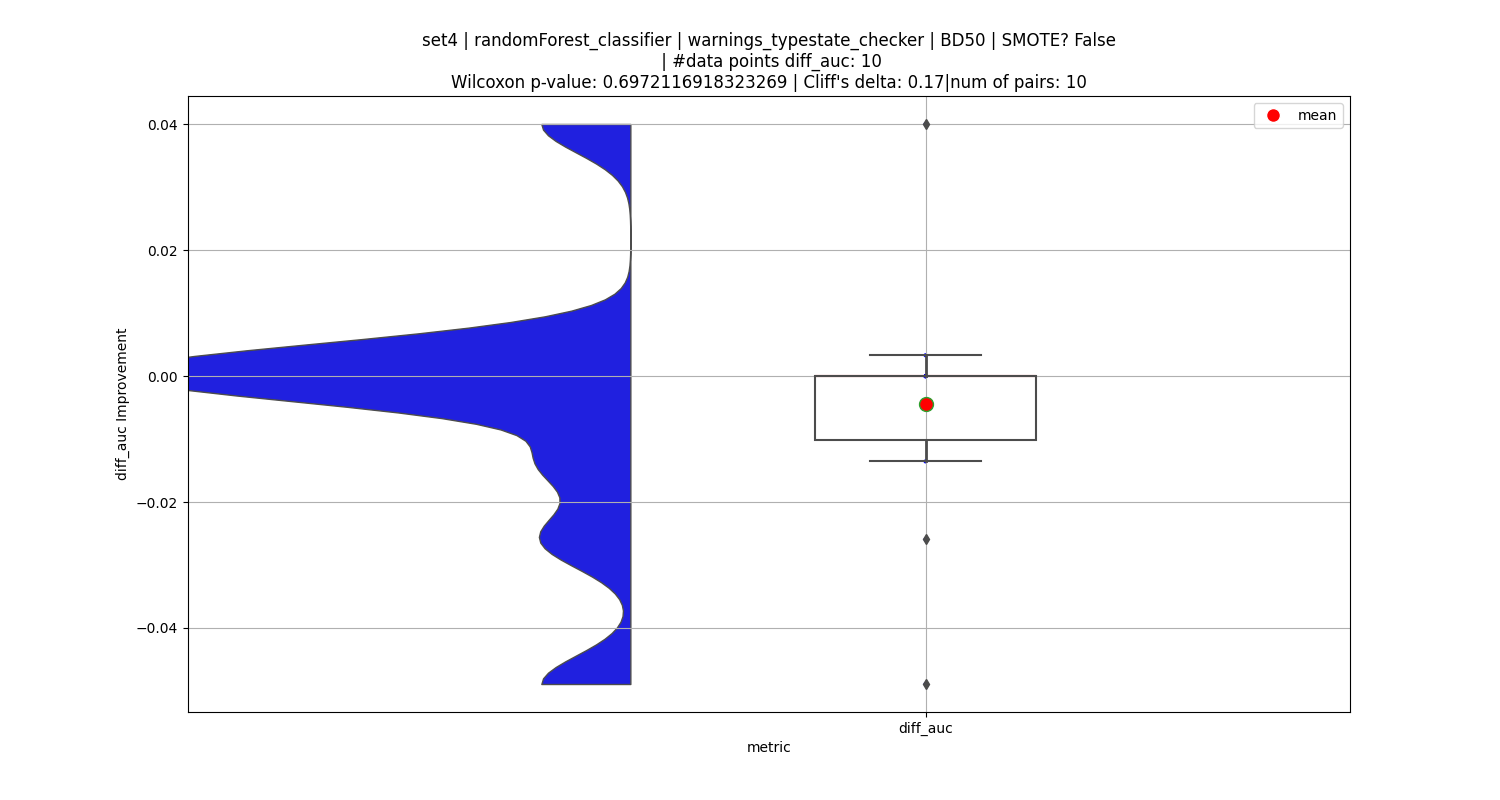 set4 | randomForest_classifier | warnings_typestate_checker | BD50 | SMOTE? False
| #data points diff_auc: 10
Wilcoxon p-value: 0.6972116918323269 | Cliff's delta: 0.17|num of pairs: 10
mean
0.04
0.02
0.00
−0.02
−0.04
diff_auc Improvement
diff_auc
metric